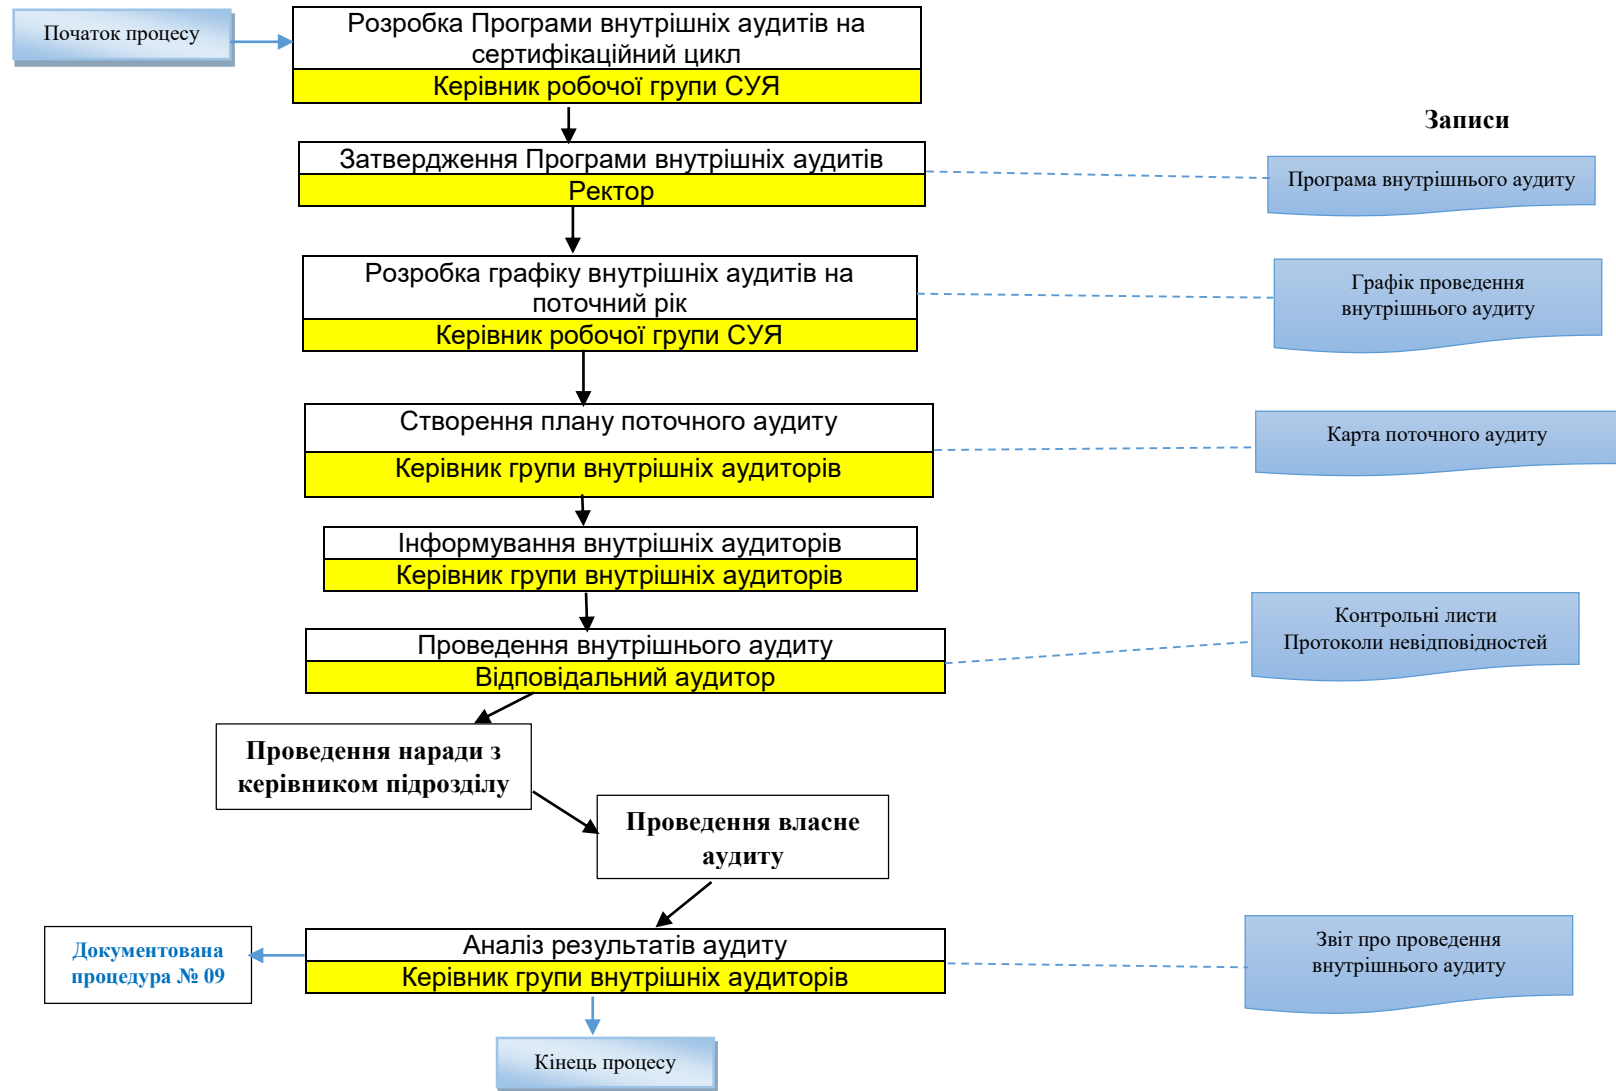 Початок процесу
Розробка Програми внутрішніх аудитів на
сертифікаційний цикл
Керівник робочої групи СУЯ
Записи
Затвердження Програми внутрішніх аудитів
Ректор
Програма внутрішнього аудиту
Розробка графіку внутрішніх аудитів на
поточний рік
Керівник робочої групи СУЯ
Графік проведення
внутрішнього аудиту
Створення плану поточного аудиту
Керівник групи внутрішніх аудиторів
Карта поточного аудиту
Інформування внутрішніх аудиторів
Керівник групи внутрішніх аудиторів
Проведення внутрішнього аудиту
Відповідальний аудитор
Контрольні листи
Протоколи невідповідностей
Проведення наради з
керівником підрозділу
Проведення власне
аудиту
Документована
процедура № 09
Аналіз результатів аудиту
Керівник групи внутрішніх аудиторів
Звіт про проведення
внутрішнього аудиту
Кінець процесу